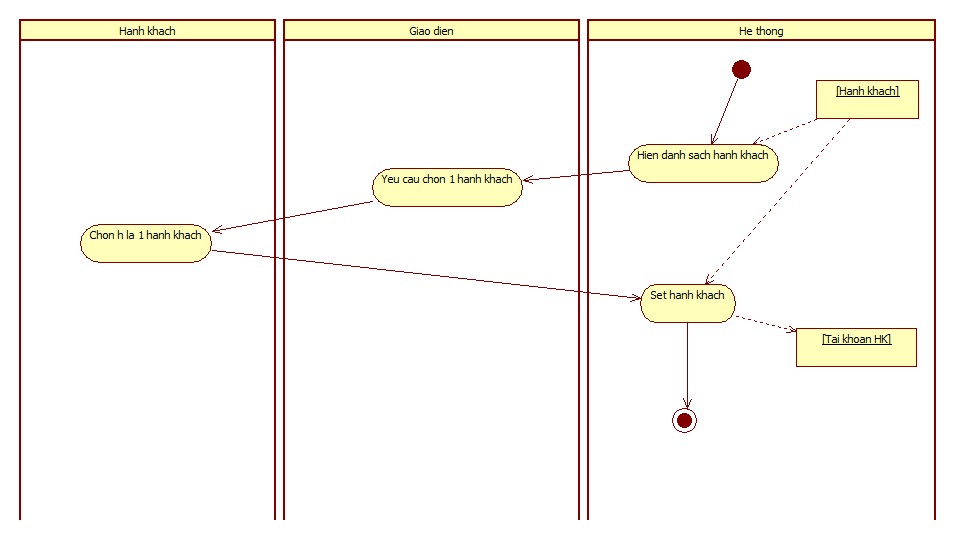 Hanh khach
Giao dien
He thong
[Hanh khach]
Hien danh sach hanh khach
Yeu cau chon 1 hanh khach
Chon h la 1 hanh khach
Set hanh khach
[Tai khoan HK]